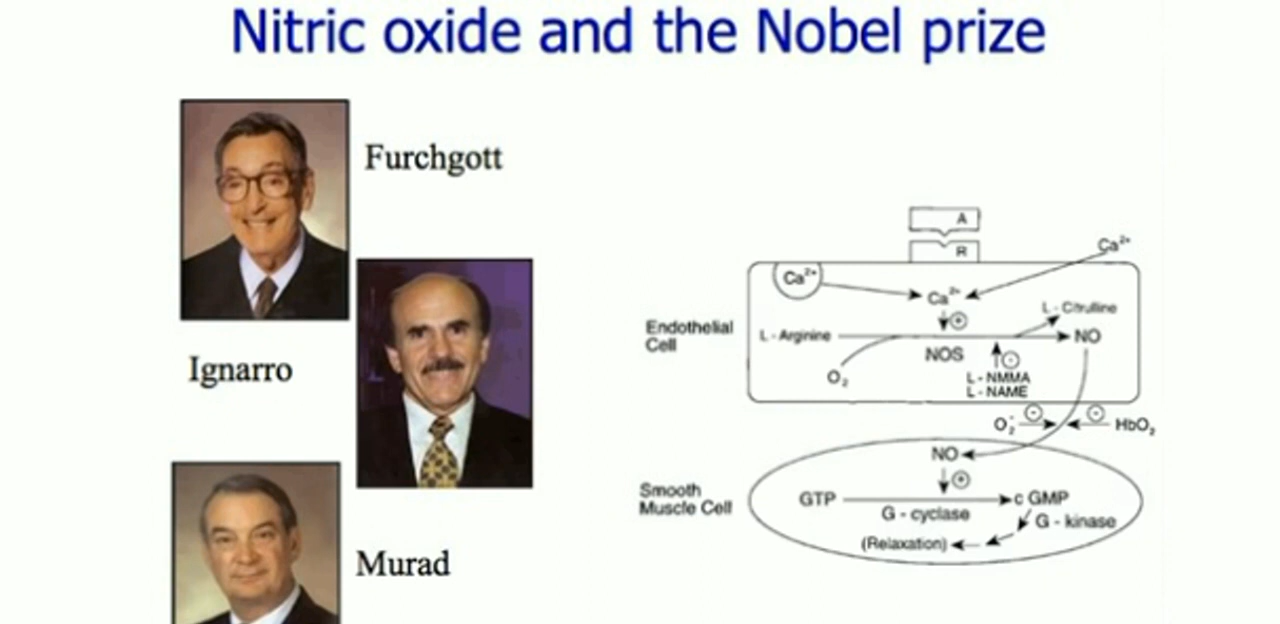 Nitric oxide and the Nobel prize
Furchgott
Ignarro
Murad
A
R
Ca²⁺
Ca²⁺
Ca²⁺
+
L - Citrulline
Endothelial
Cell
L - Arginine
NO
NOS
-
O₂
L - NMMA
L - NAME
O₂⁻
-
-
HbO₂
NO
+
Smooth
Muscle Cell
GTP
c GMP
G - cyclase
G - kinase
(Relaxation)